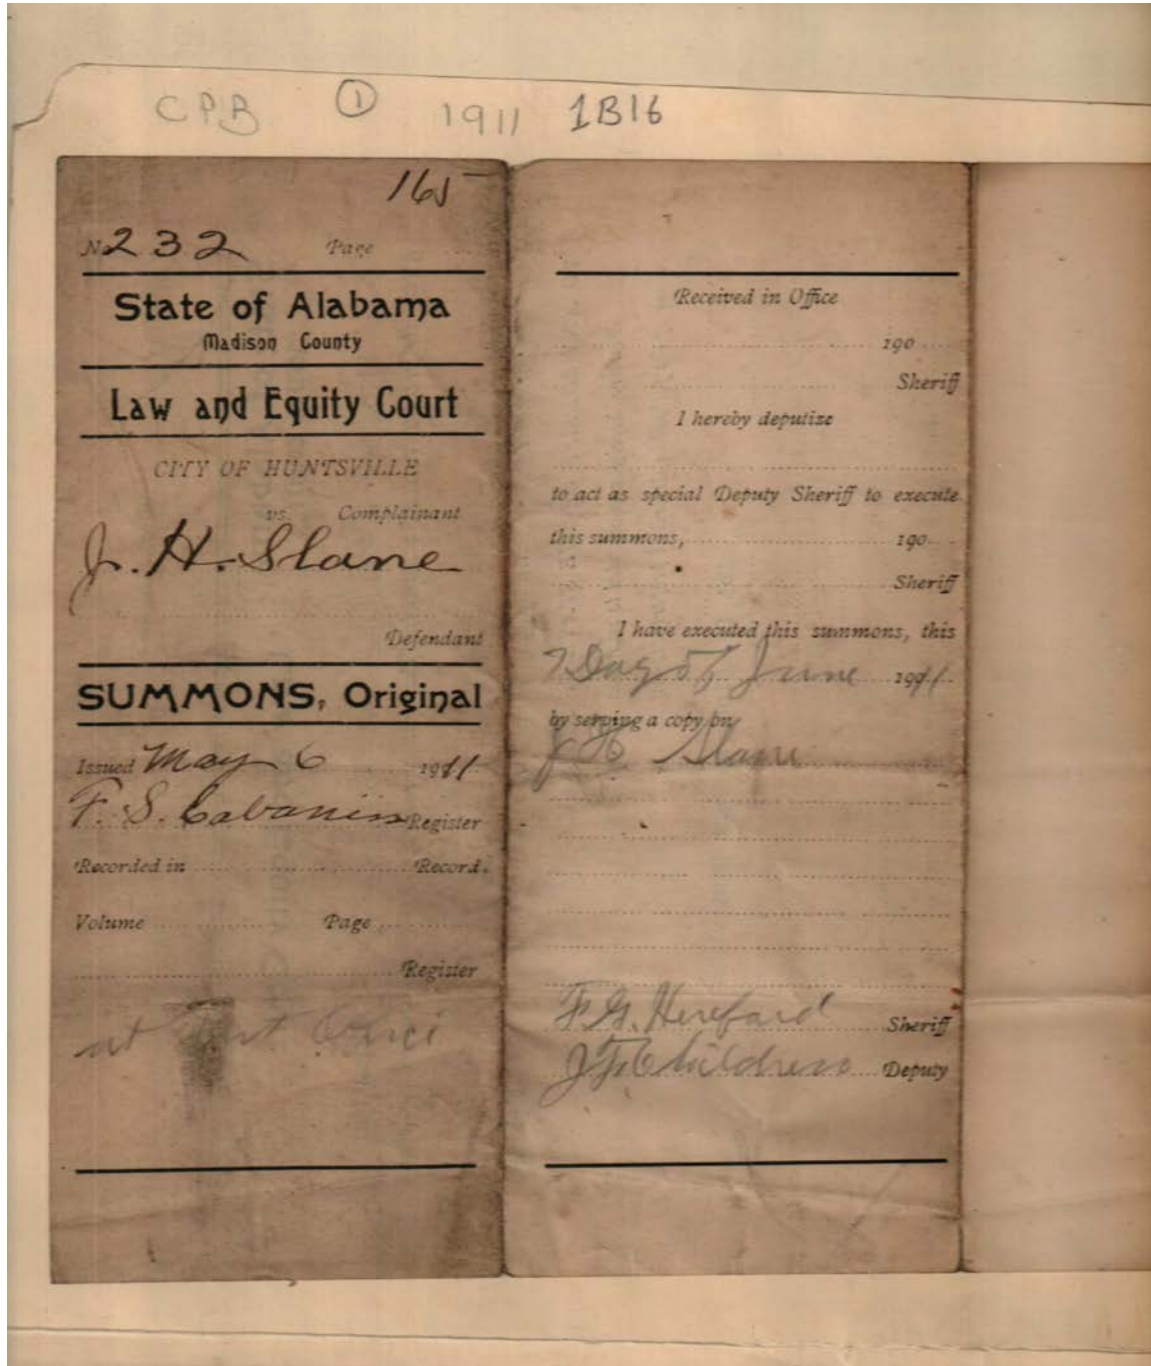 CPB ① 1911 1B16
165
No 232 Page
State of Alabama
Madison County
Law and Equity Court
CITY OF HUNTSVILLE
vs. Complainant
J. H. Slane
Defendant
SUMMONS, Original
Issued May 6 1911
F. S. Cabaniss Register
Recorded in Record.
Volume Page
Register
at
Received in Office
190
Sheriff
I hereby deputize
to act as special Deputy Sheriff to execute
this summons, 190
Sheriff
I have executed this summons, this
7 Day of June 1911
by serving a copy on
J H Slane
F. G. Hereford Sheriff
J F Childress Deputy